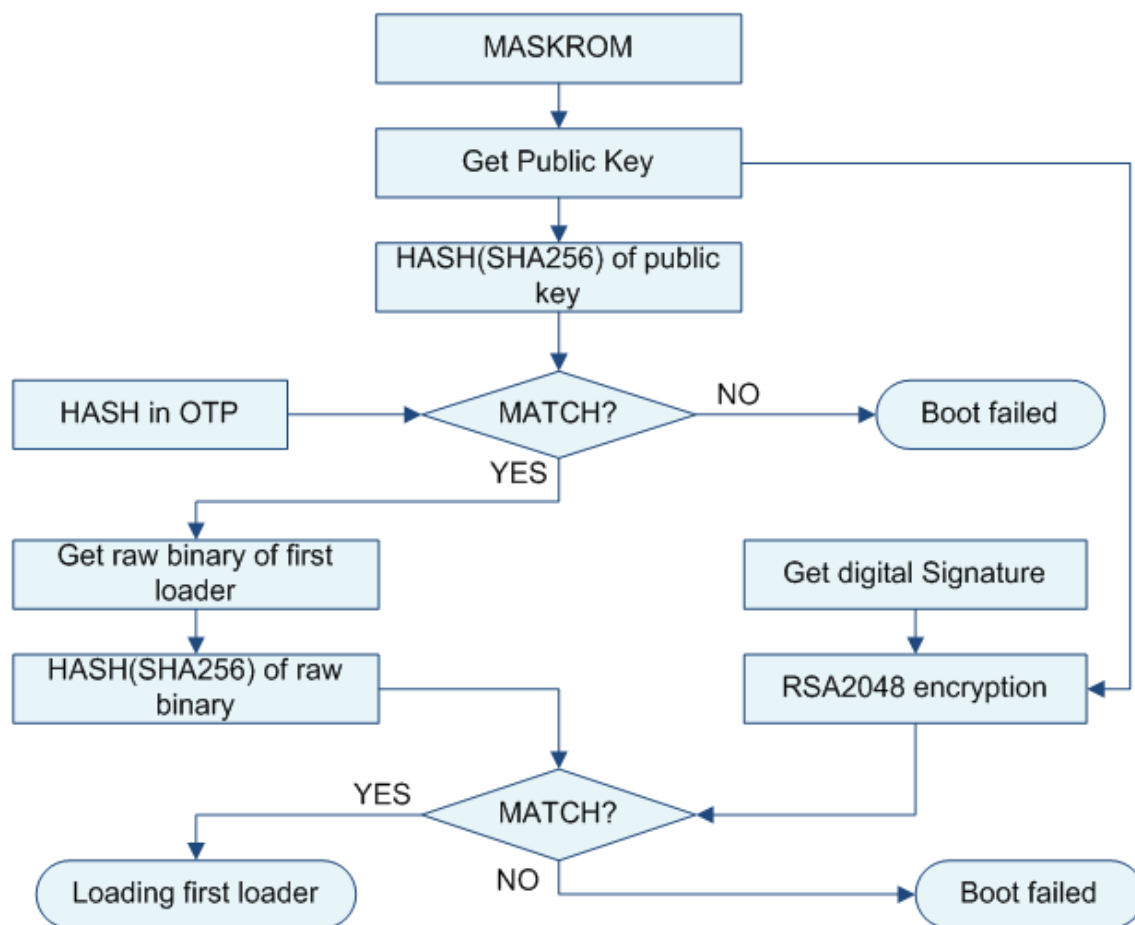 MASKROM
Get Public Key
HASH(SHA256) of public
key
HASH in OTP
MATCH?
NO
Boot failed
YES
Get raw binary of first
loader
Get digital Signature
HASH(SHA256) of raw
binary
RSA2048 encryption
YES
MATCH?
Loading first loader
NO
Boot failed